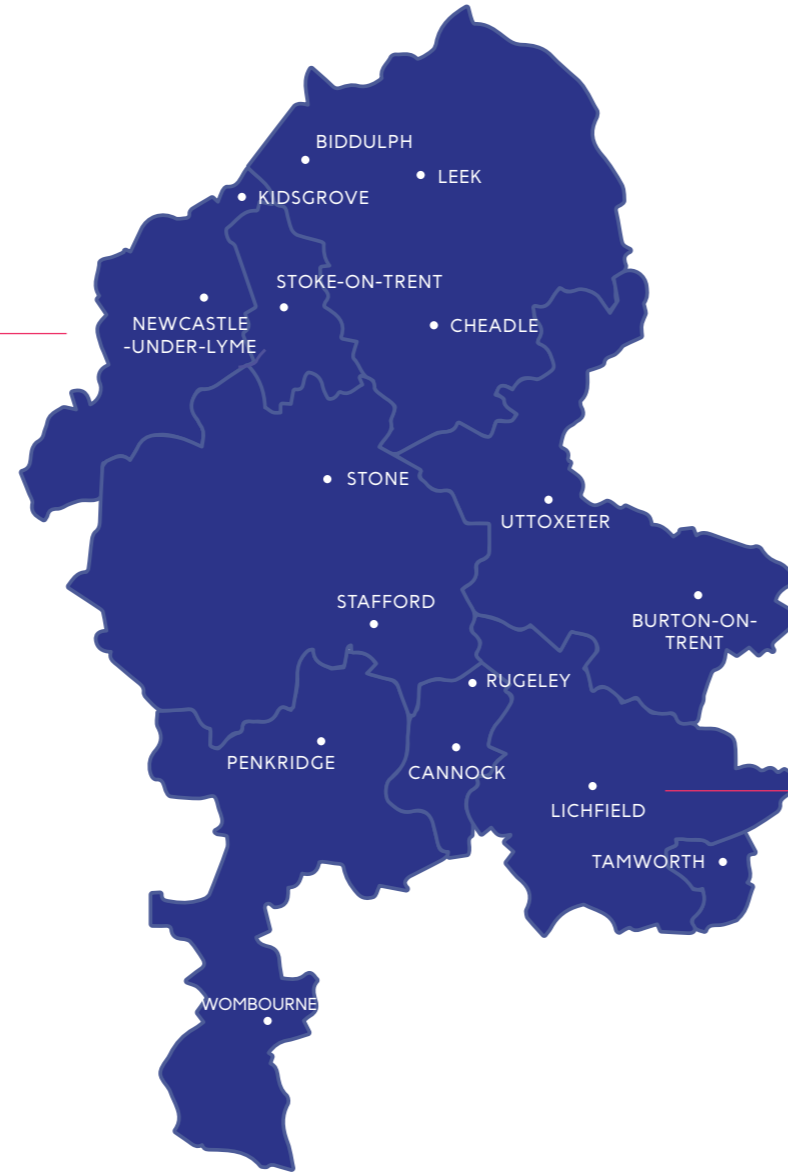 BIDDULPH
LEEK
KIDSGROVE
STOKE-ON-TRENT
NEWCASTLE
-UNDER-LYME
CHEADLE
STONE
UTTOXETER
STAFFORD
BURTON-ON-
TRENT
RUGELEY
PENKRIDGE
CANNOCK
LICHFIELD
TAMWORTH
WOMBOURNE